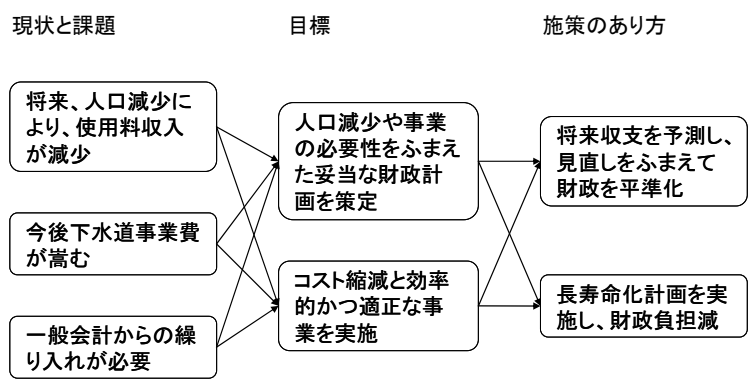 現状と課題
目標
施策のあり方
将来、人口減少に
より、使用料収入
が減少
今後下水道事業費
が嵩む
一般会計からの繰
り入れが必要
人口減少や事業
の必要性をふまえ
た妥当な財政計
画を策定
コスト縮減と効率
的かつ適正な事
業を実施
将来収支を予測し、
見直しをふまえて
財政を平準化
長寿命化計画を実
施し、財政負担減